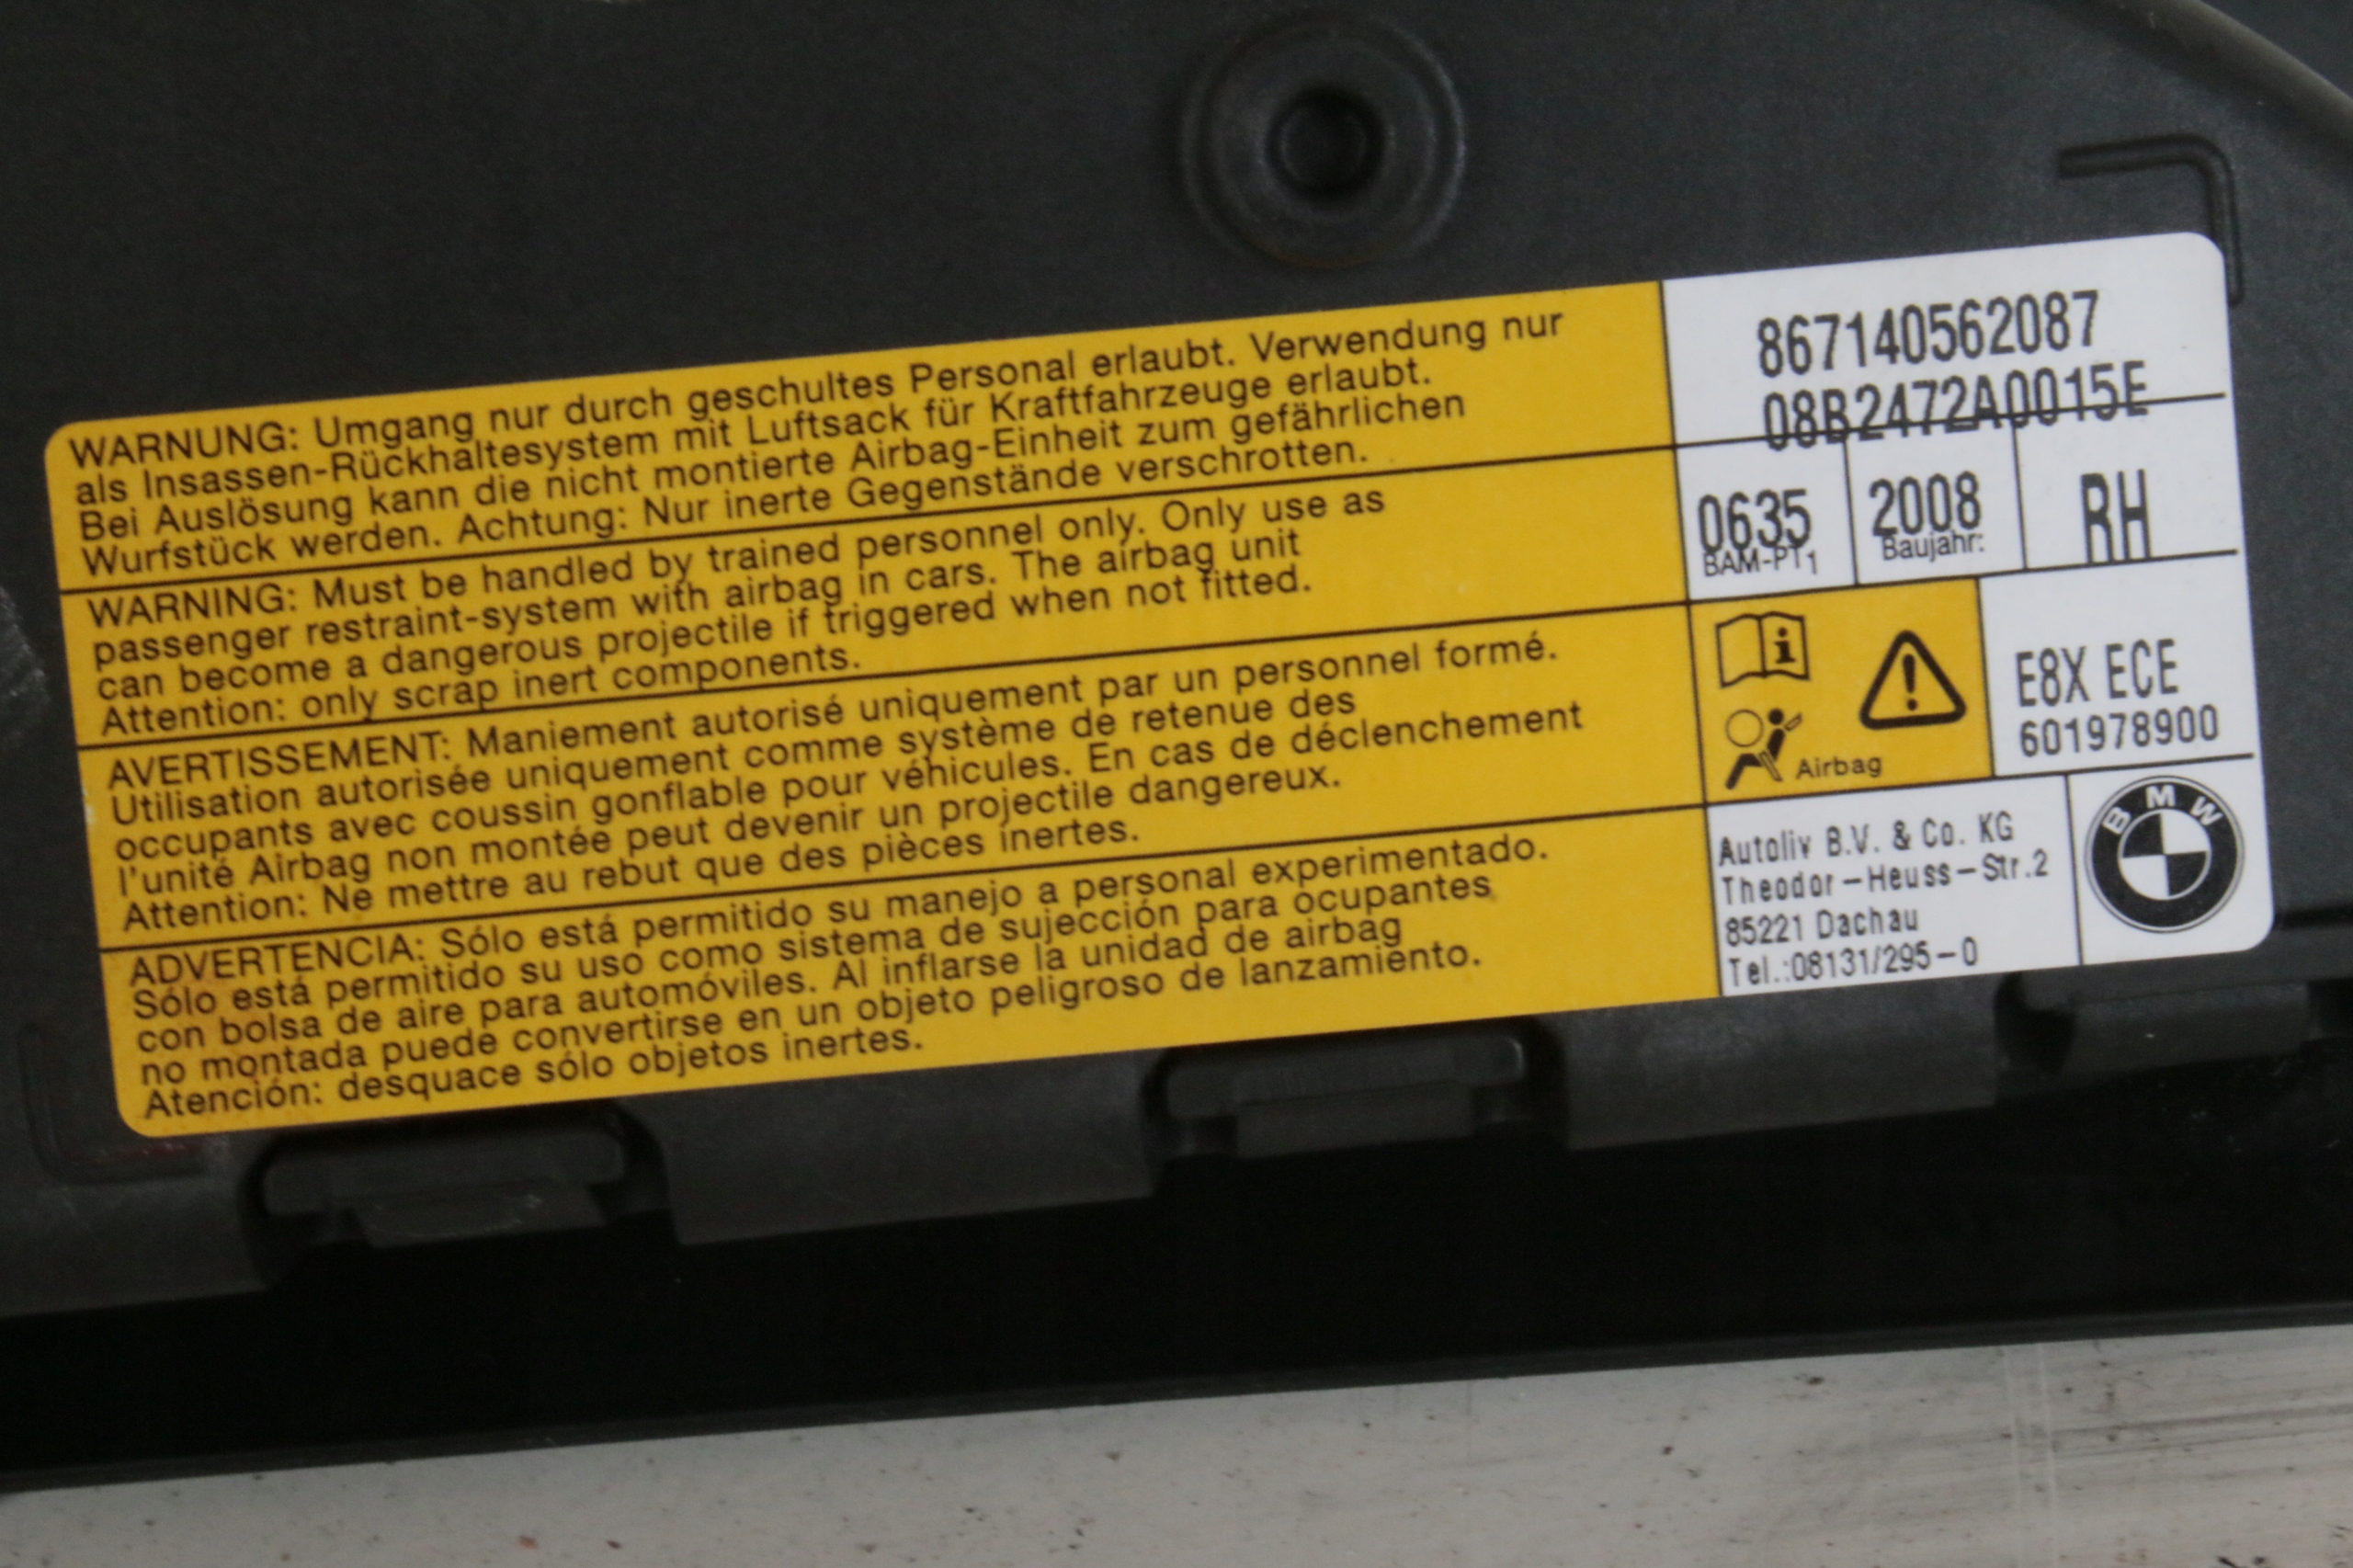 WARNUNG: Umgang nur durch geschultes Personal erlaubt. Verwendung nur
als Insassen-Rückhaltesystem mit Luftsack für Kraftfahrzeuge erlaubt.
Bei Auslösung kann die nicht montierte Airbag-Einheit zum gefährlichen
Wurfstück werden. Achtung: Nur inerte Gegenstände verschrotten.
WARNING: Must be handled by trained personnel only. Only use as
passenger restraint-system with airbag in cars. The airbag unit
can become a dangerous projectile if triggered when not fitted.
Attention: only scrap inert components.
AVERTISSEMENT: Maniement autorisé uniquement par un personnel formé.
Utilisation autorisée uniquement comme système de retenue des
occupants avec coussin gonflable pour véhicules. En cas de déclenchement
l'unité Airbag non montée peut devenir un projectile dangereux.
Attention: Ne mettre au rebut que des pièces inertes.
ADVERTENCIA: Sólo está permitido su manejo a personal experimentado.
Sólo está permitido su uso como sistema de sujección para ocupantes
con bolsa de aire para automóviles. Al inflarse la unidad de airbag
no montada puede convertirse en un objeto peligroso de lanzamiento.
Atención: desquace sólo objetos inertes.
867140562087
08B2472A0015E
0635
BAM-PT1
2008
Baujahr:
RH
i
!
Airbag
E8X ECE
601978900
Autoliv B.V. & Co. KG
Theodor-Heuss-Str.2
85221 Dachau
Tel.:08131/295-0
BMW